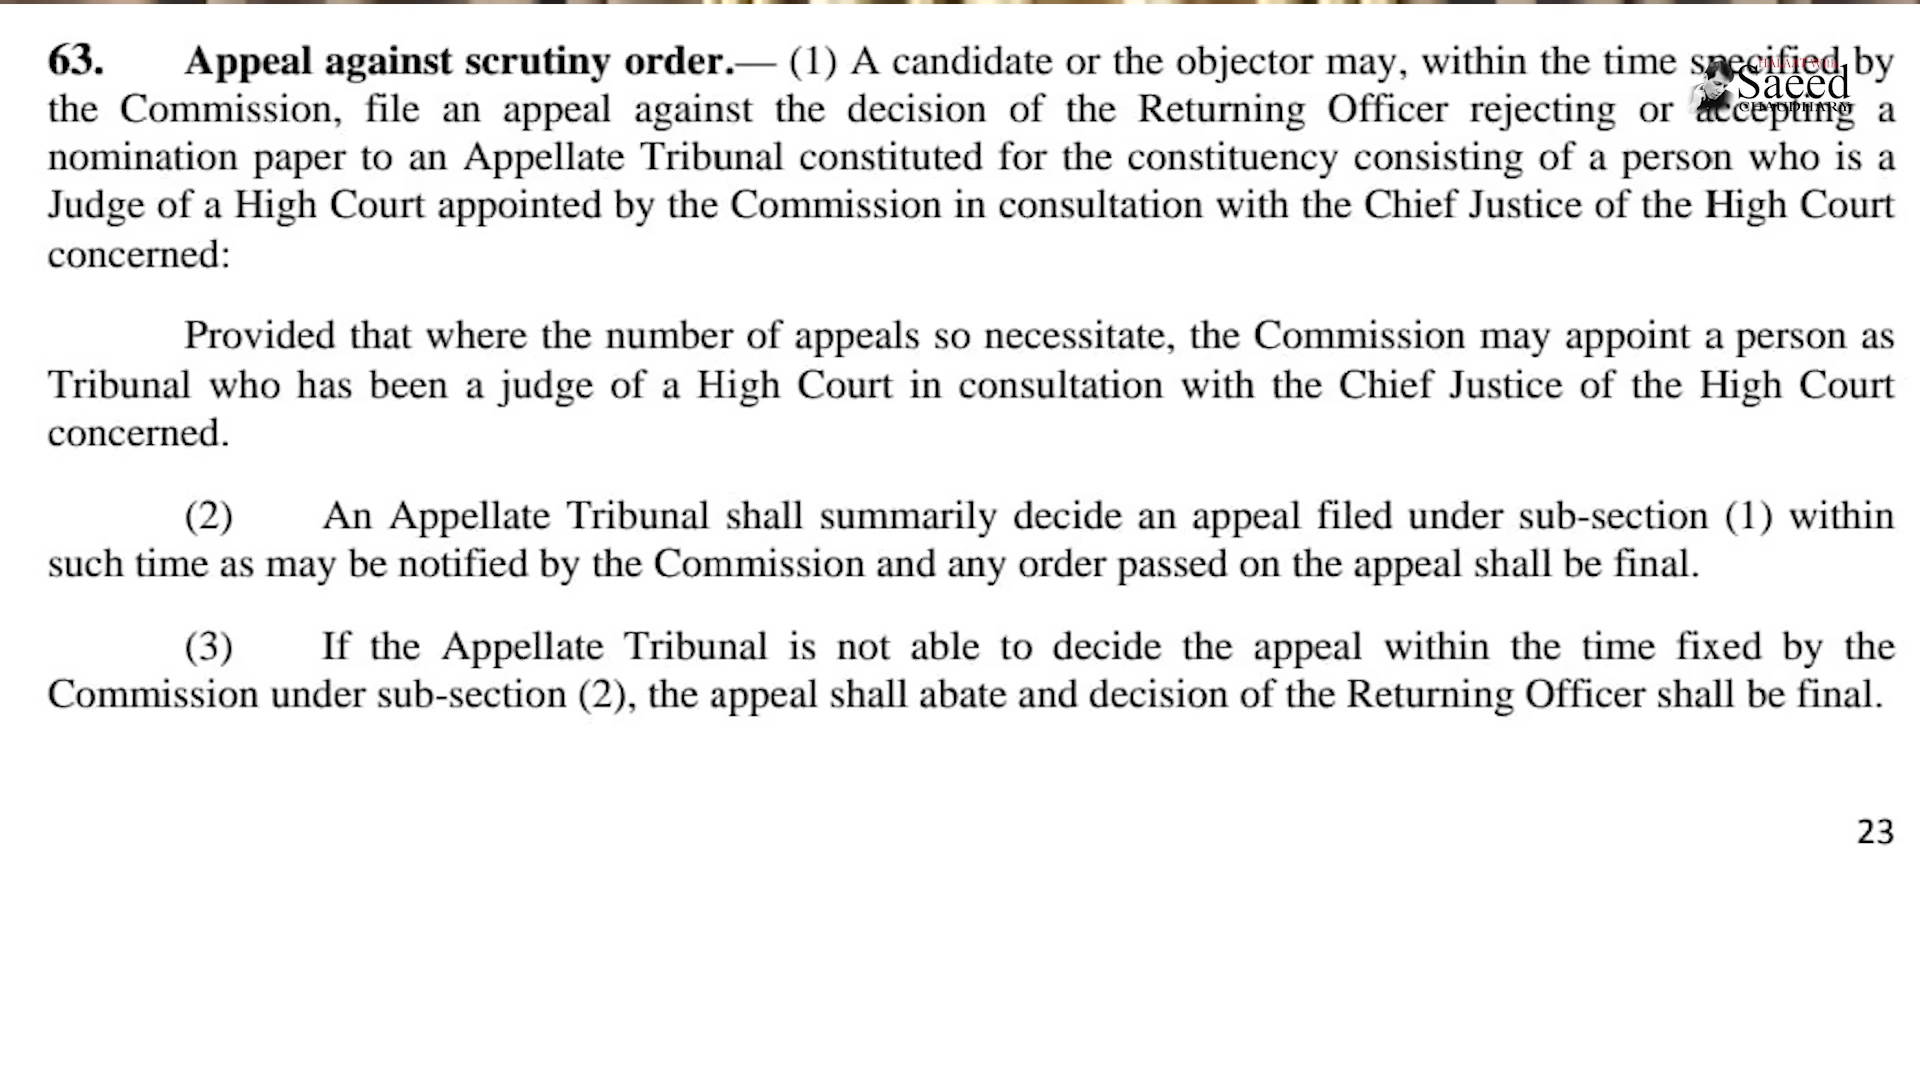 63. Appeal against scrutiny order.— (1) A candidate or the objector may, within the time specified by
the Commission, file an appeal against the decision of the Returning Officer rejecting or accepting a
nomination paper to an Appellate Tribunal constituted for the constituency consisting of a person who is a
Judge of a High Court appointed by the Commission in consultation with the Chief Justice of the High Court
concerned:
Provided that where the number of appeals so necessitate, the Commission may appoint a person as
Tribunal who has been a judge of a High Court in consultation with the Chief Justice of the High Court
concerned.
(2) An Appellate Tribunal shall summarily decide an appeal filed under sub-section (1) within
such time as may be notified by the Commission and any order passed on the appeal shall be final.
(3) If the Appellate Tribunal is not able to decide the appeal within the time fixed by the
Commission under sub-section (2), the appeal shall abate and decision of the Returning Officer shall be final.
23
Saeed
CHAUDHARY